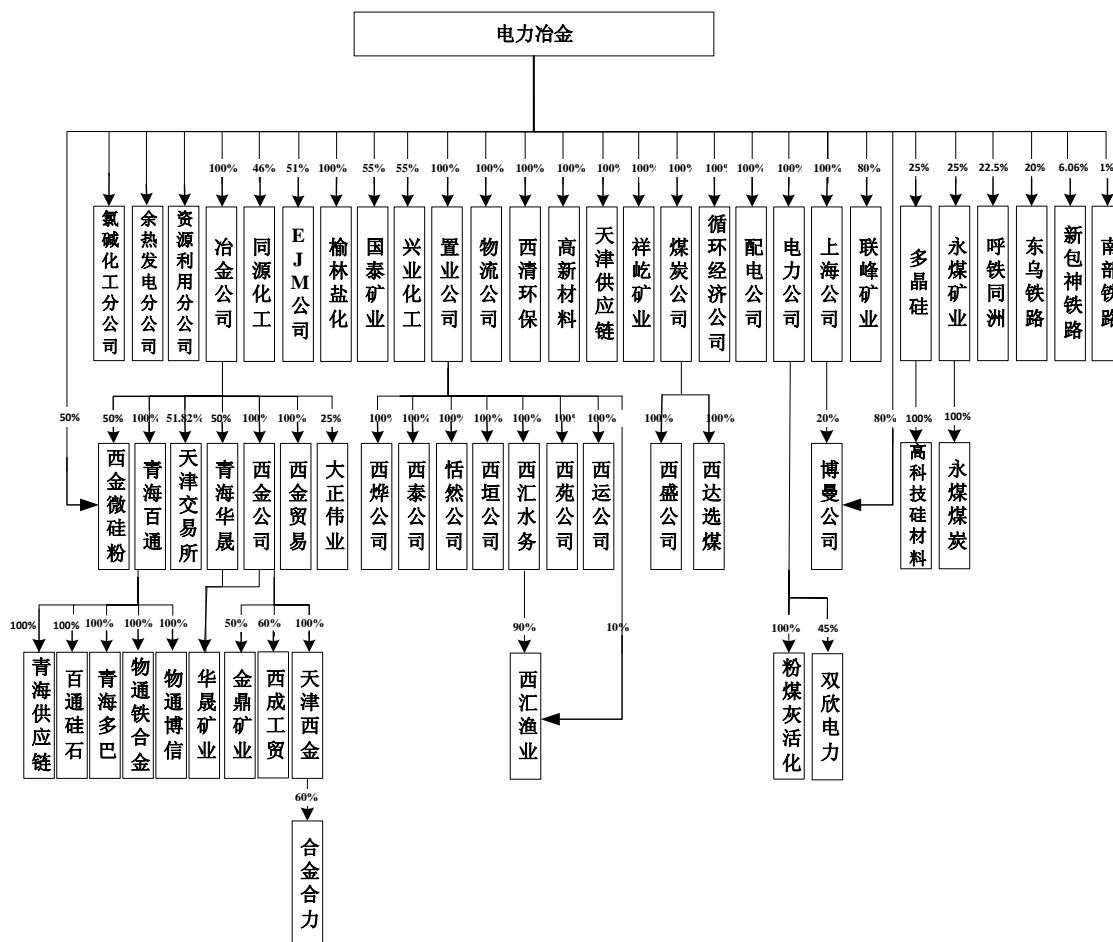 电力冶金
100%
46%
51%
100%
55%
55%
100%
100%
100%
100%
100%
100%
100%
100%
100%
100%
100%
80%
25%
25%
22.5%
20%
6.06%
1%
氯碱化工分公司
余热发电分公司
资源利用分公司
冶金公司
同源化工
EJM公司
榆林盐化
国泰矿业
兴业化工
置业公司
物流公司
西清环保
高新材料
天津供应链
祥屹矿业
煤炭公司
循环经济公司
配电公司
电力公司
上海公司
联峰矿业
多晶硅
永煤矿业
呼铁同洲
东乌铁路
新包神铁路
南部铁路
50%
50%
100%
51.82%
50%
100%
100%
25%
100%
100%
100%
100%
100%
100%
100%
100%
100%
20%
80%
100%
100%
西金微硅粉
青海百通
天津交易所
青海华晟
西金公司
西金贸易
大正伟业
西烨公司
西泰公司
恬然公司
西垣公司
西汇水务
西苑公司
西运公司
西盛公司
西达选煤
博曼公司
高科技硅材料
永煤煤炭
100%
100%
100%
100%
100%
50%
60%
100%
90%
10%
100%
45%
青海供应链
百通硅石
青海多巴
物通铁合金
物通博信
华晟矿业
金鼎矿业
西成工贸
天津西金
西汇渔业
粉煤灰活化
双欣电力
60%
合金合力